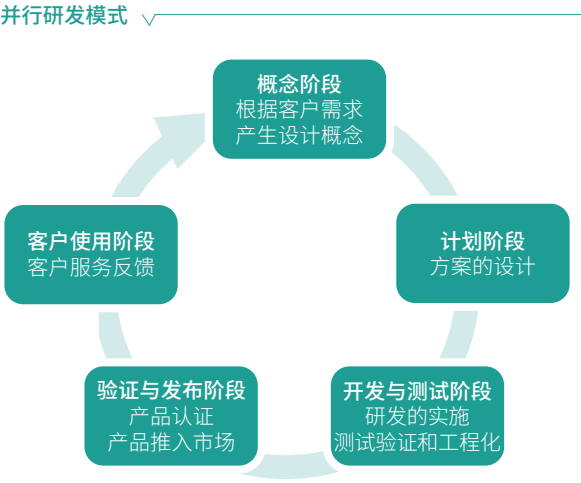 并行研发模式
概念阶段
根据客户需求
产生设计概念
计划阶段
方案的设计
开发与测试阶段
研发的实施
测试验证和工程化
验证与发布阶段
产品认证
产品推入市场
客户使用阶段
客户服务反馈